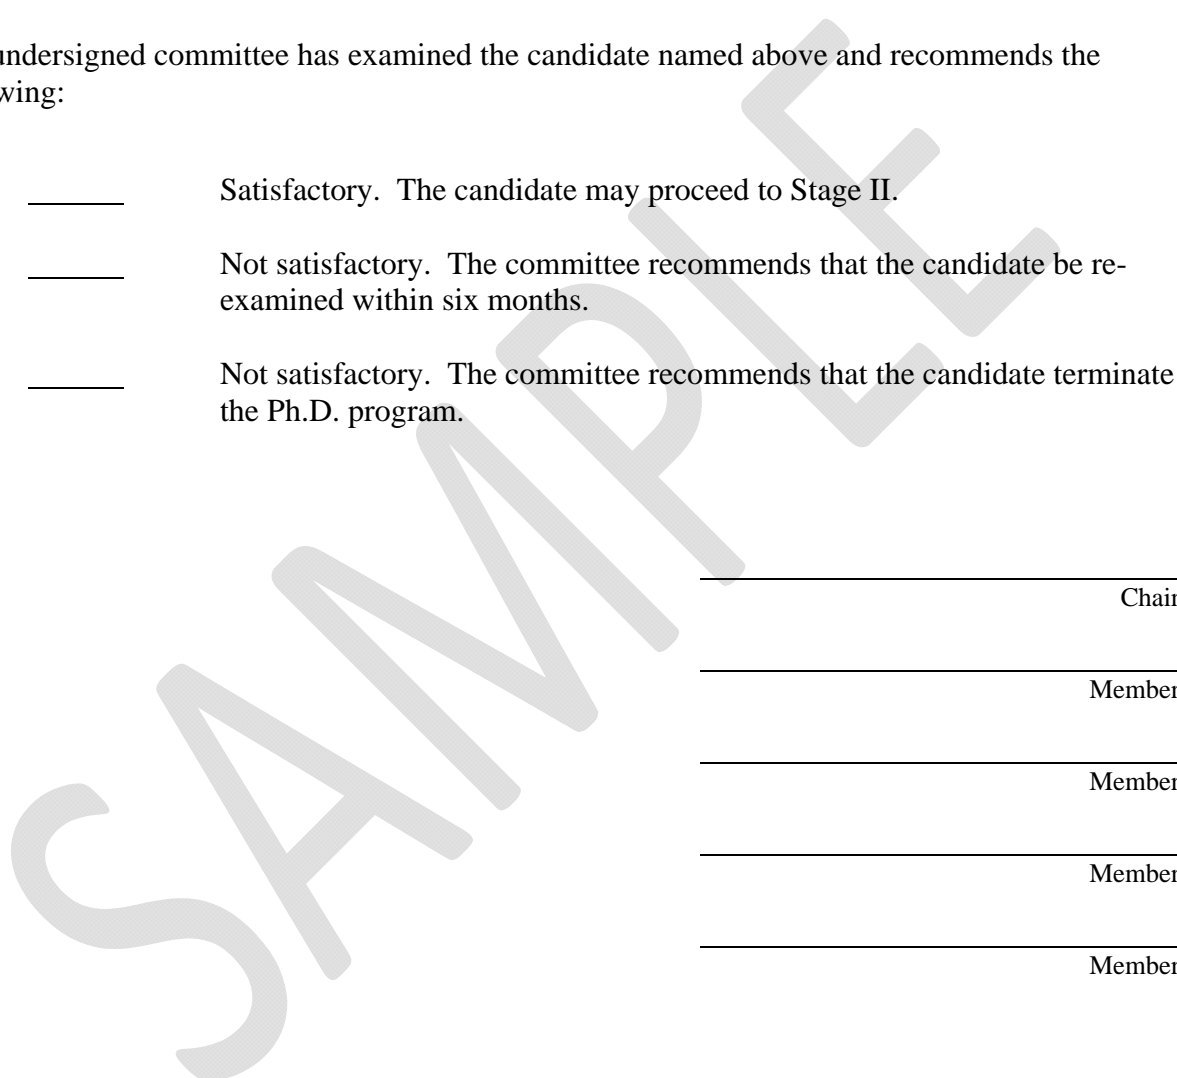 undersigned committee has examined the candidate named above and recommends the
wing:
Satisfactory. The candidate may proceed to Stage II.
Not satisfactory. The committee recommends that the candidate be re-
examined within six months.
Not satisfactory. The committee recommends that the candidate terminate
the Ph.D. program.
SAMPLE
Chair
Member
Member
Member
Member